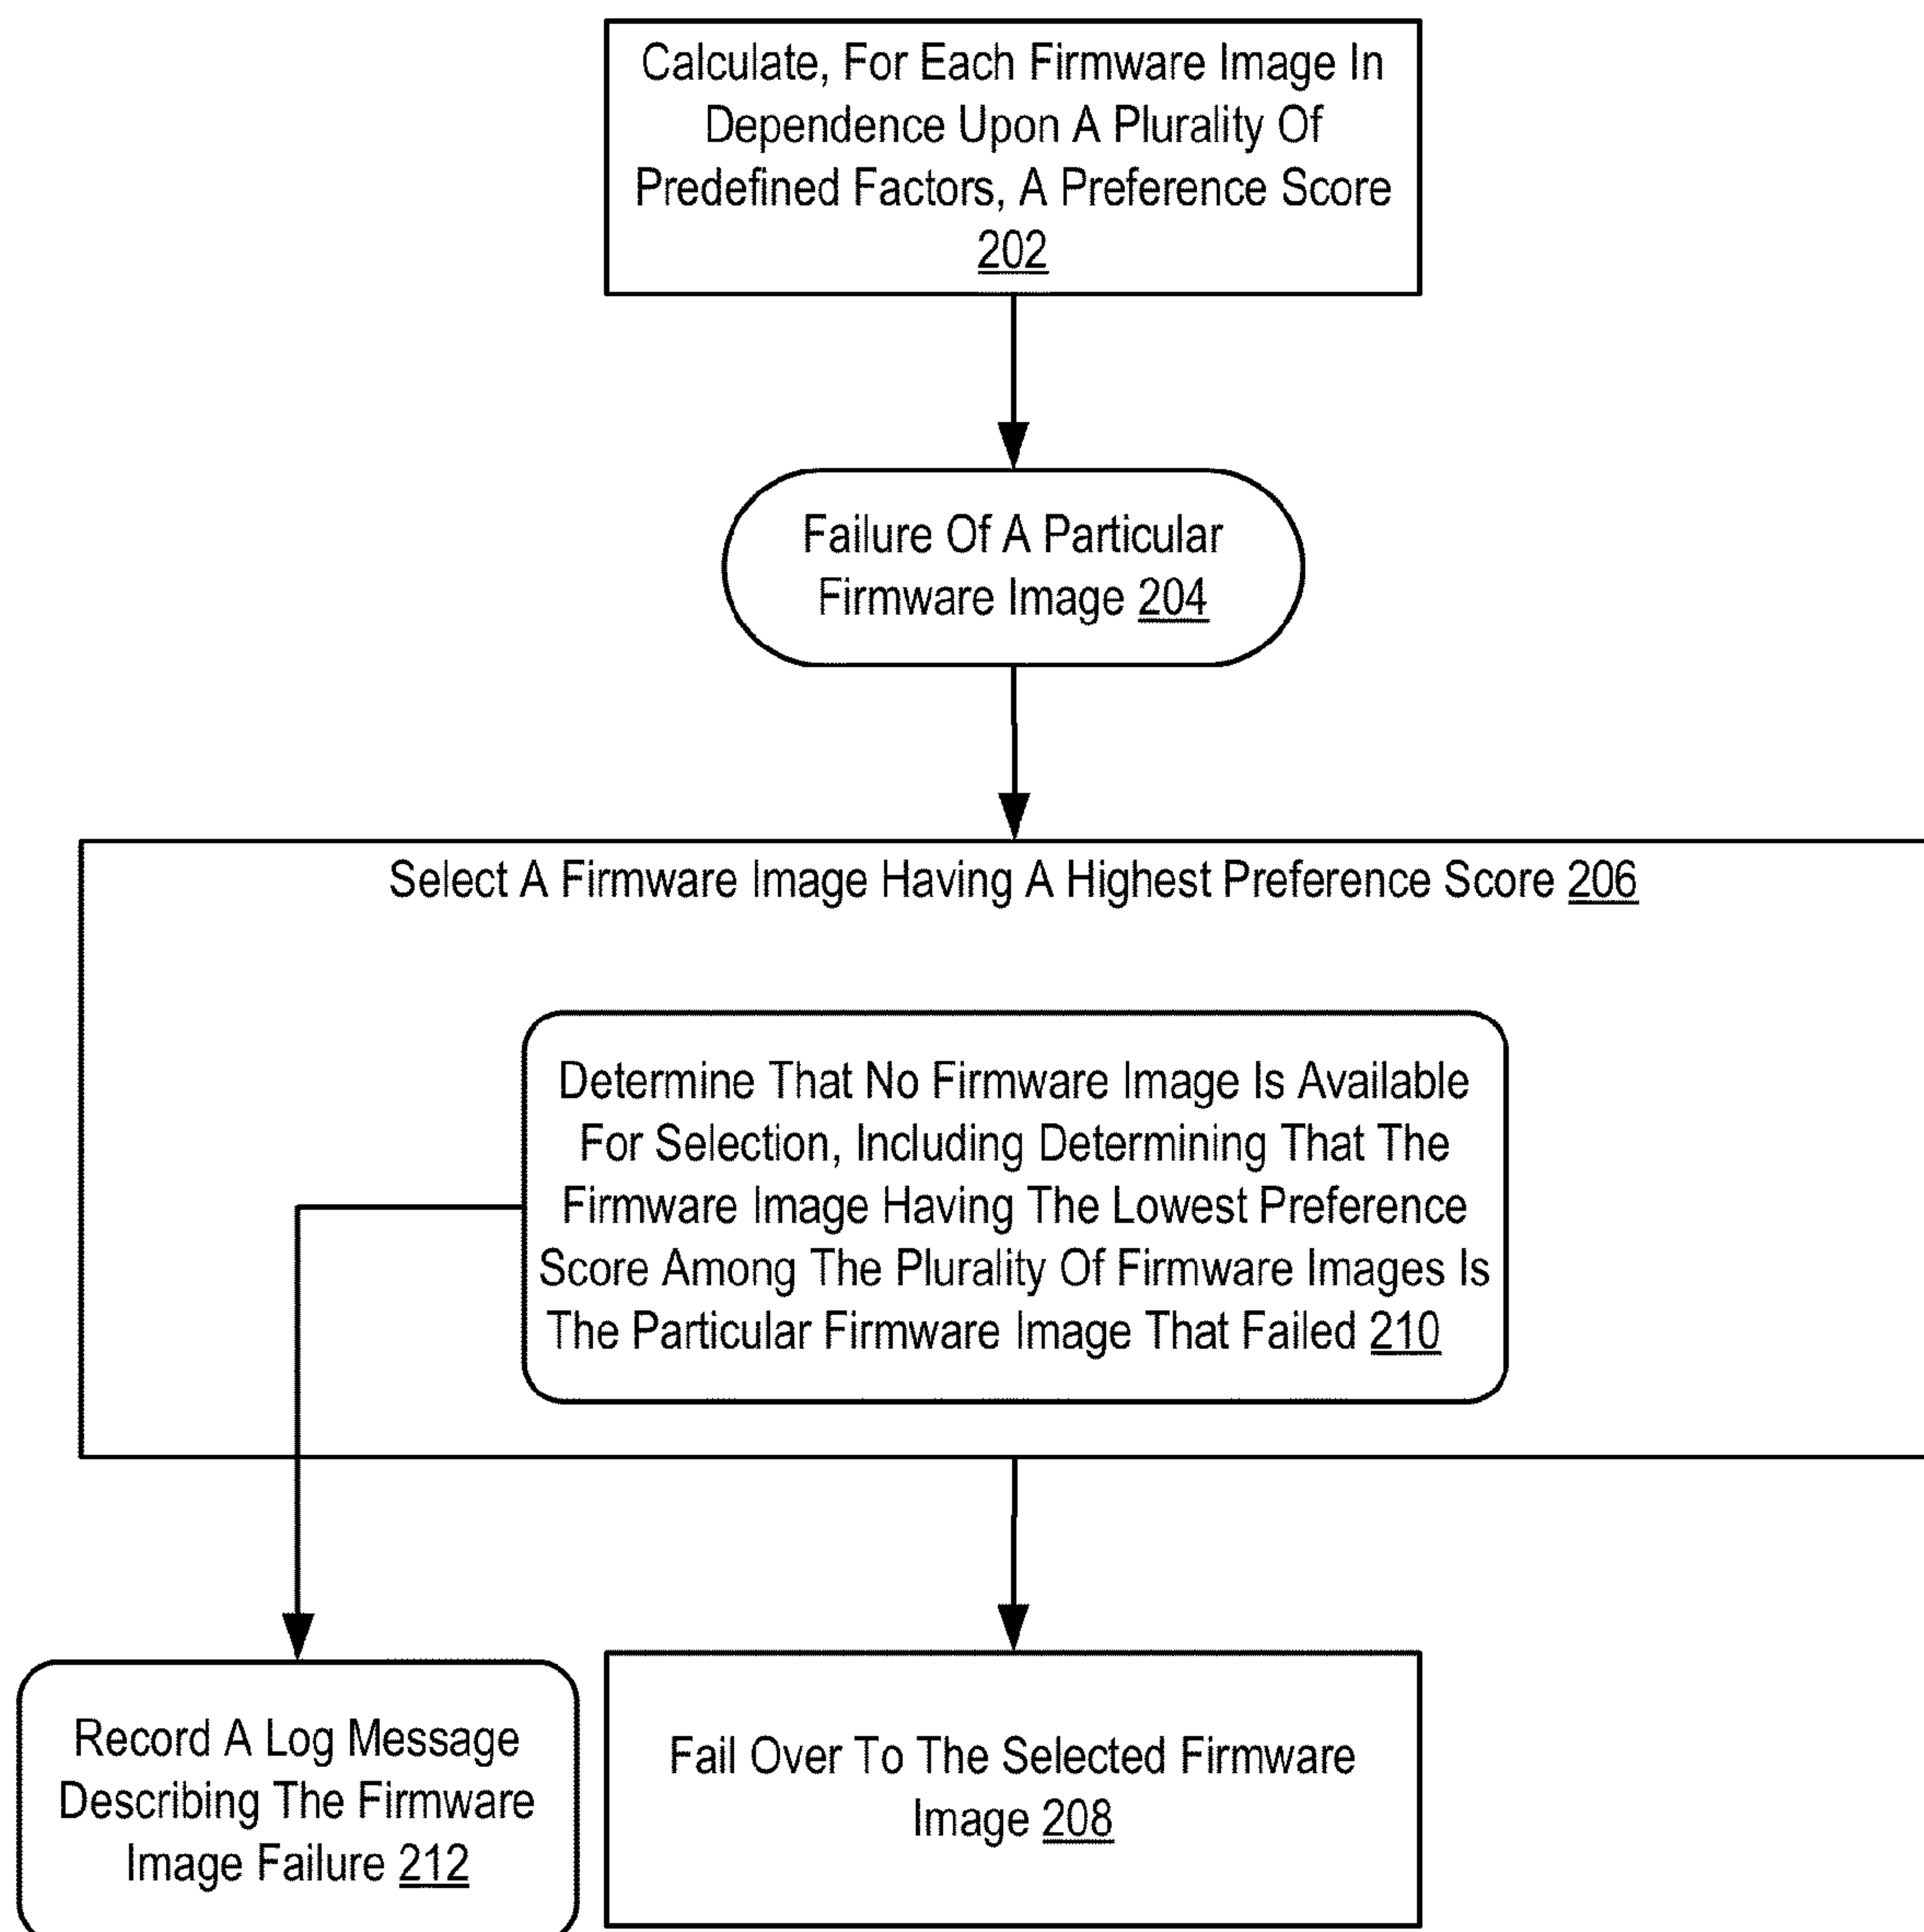 Calculate, For Each Firmware Image In
Dependence Upon A Plurality Of
Predefined Factors, A Preference Score
202
Failure Of A Particular
Firmware Image 204
Select A Firmware Image Having A Highest Preference Score 206
Determine That No Firmware Image Is Available
For Selection, Including Determining That The
Firmware Image Having The Lowest Preference
Score Among The Plurality Of Firmware Images Is
The Particular Firmware Image That Failed 210
Record A Log Message
Describing The Firmware
Image Failure 212
Fail Over To The Selected Firmware
Image 208